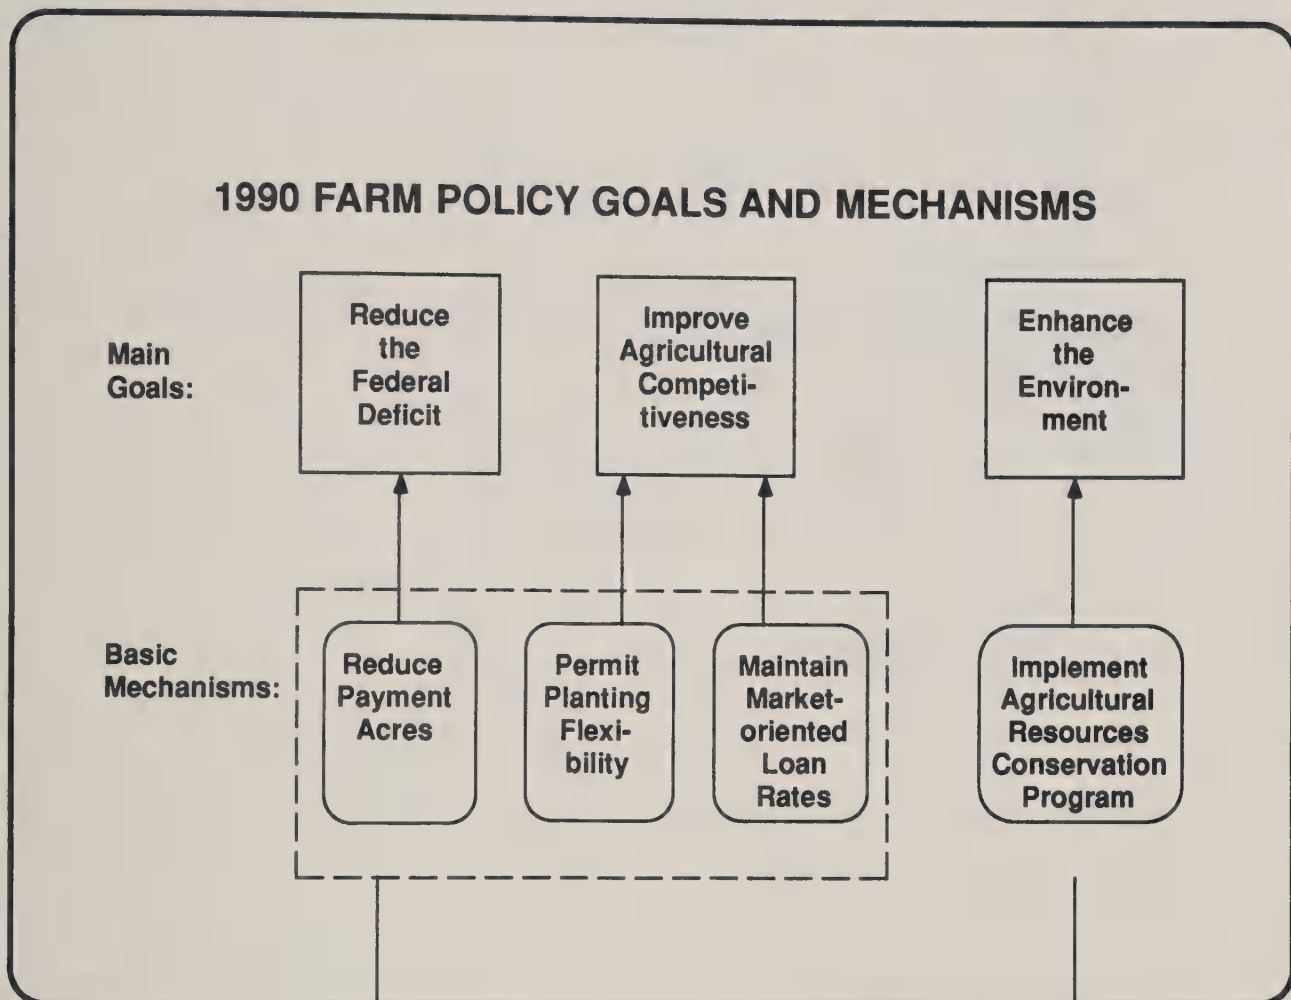 1990 FARM POLICY GOALS AND MECHANISMS
Main
Goals:
Reduce
the
Federal
Deficit
Improve
Agricultural
Competi-
tiveness
Enhance
the
Environ-
ment
Basic
Mechanisms:
Reduce
Payment
Acres
Permit
Planting
Flexi-
bility
Maintain
Market-
oriented
Loan
Rates
Implement
Agricultural
Resources
Conservation
Program